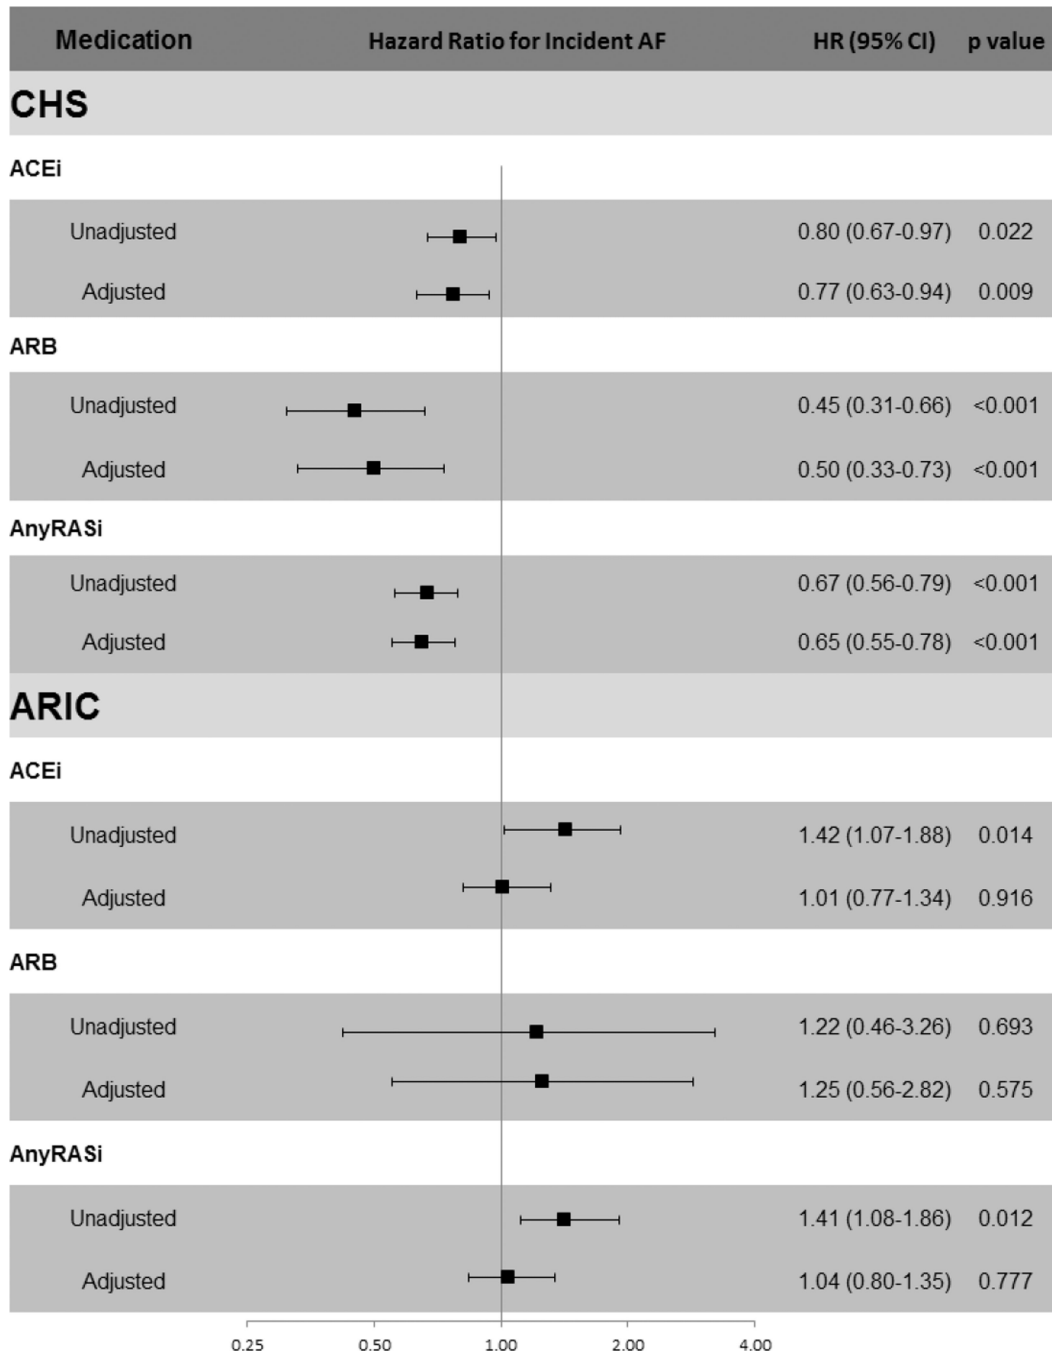 Medication Hazard Ratio for Incident AF HR (95% CI) p value
CHS
ACEi
Unadjusted 0.80 (0.67-0.97) 0.022
Adjusted 0.77 (0.63-0.94) 0.009
ARB
Unadjusted 0.45 (0.31-0.66) <0.001
Adjusted 0.50 (0.33-0.73) <0.001
AnyRASi
Unadjusted 0.67 (0.56-0.79) <0.001
Adjusted 0.65 (0.55-0.78) <0.001
ARIC
ACEi
Unadjusted 1.42 (1.07-1.88) 0.014
Adjusted 1.01 (0.77-1.34) 0.916
ARB
Unadjusted 1.22 (0.46-3.26) 0.693
Adjusted 1.25 (0.56-2.82) 0.575
AnyRASi
Unadjusted 1.41 (1.08-1.86) 0.012
Adjusted 1.04 (0.80-1.35) 0.777
0.25 0.50 1.00 2.00 4.00